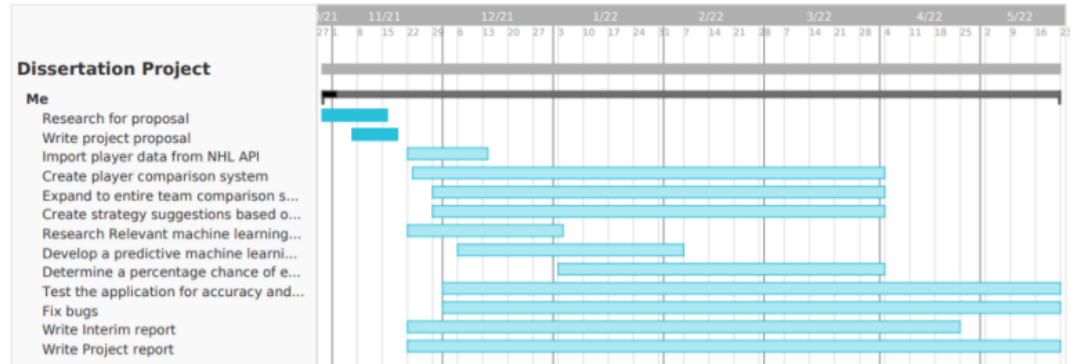 /21 11/21 12/21 1/22 2/22 3/22 4/22 5/22
27 1 8 15 22 29 6 13 20 27 3 10 17 24 31 7 14 21 28 7 14 21 28 4 11 18 25 2 9 16 23
Dissertation Project
Me
Research for proposal
Write project proposal
Import player data from NHL API
Create player comparison system
Expand to entire team comparison s...
Create strategy suggestions based o...
Research Relevant machine learning...
Develop a predictive machine learni...
Determine a percentage chance of e...
Test the application for accuracy and...
Fix bugs
Write Interim report
Write Project report